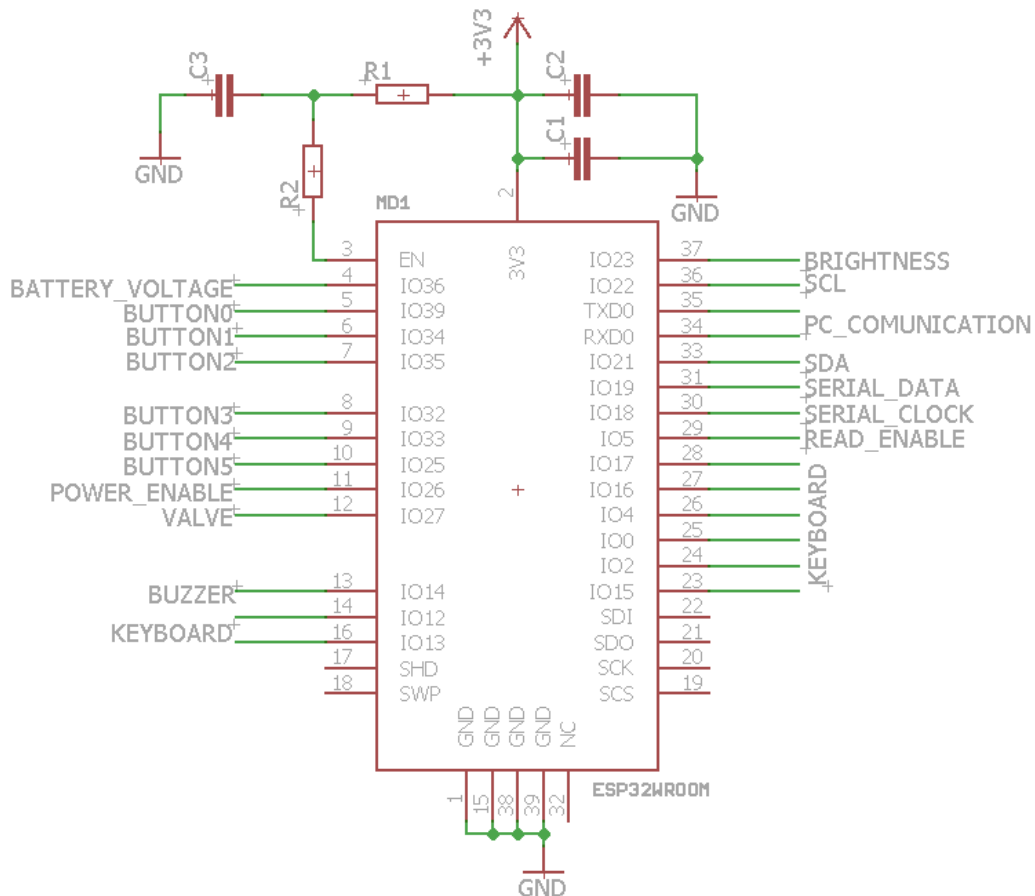 +3V3
C3
R1
C2
C1
GND
R2
2
GND
MD1
3V3
3 EN IO23 37 BRIGHTNESS
BATTERY_VOLTAGE 4 IO36 IO22 36 SCL
BUTTON0 5 IO39 TXD0 35
BUTTON1 6 IO34 RXD0 34 PC_COMUNICATION
BUTTON2 7 IO35 IO21 33 SDA
IO19 31 SERIAL_DATA
BUTTON3 8 IO32 IO18 30 SERIAL_CLOCK
BUTTON4 9 IO33 IO5 29 READ_ENABLE
BUTTON5 10 IO25 IO17 28
POWER_ENABLE 11 IO26 IO16 27
VALVE 12 IO27 IO4 26
IO0 25
KEYBOARD
IO2 24
BUZZER 13 IO14 IO15 23
14 IO12 SDI 22
KEYBOARD 16 IO13 SDO 21
17 SHD SCK 20
18 SWP SCS 19
GND GND GND GND NC
1 15 38 39 32
ESP32WROOM
GND